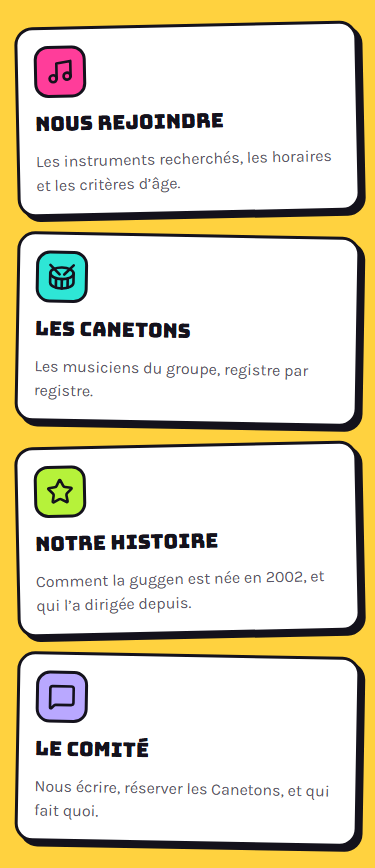 NOUS REJOINDRE
Les instruments recherchés, les horaires
et les critères d’âge.
LES CANETONS
Les musiciens du groupe, registre par
registre.
NOTRE HISTOIRE
Comment la guggen est née en 2002, et
qui l’a dirigée depuis.
LE COMITÉ
Nous écrire, réserver les Canetons, et qui
fait quoi.